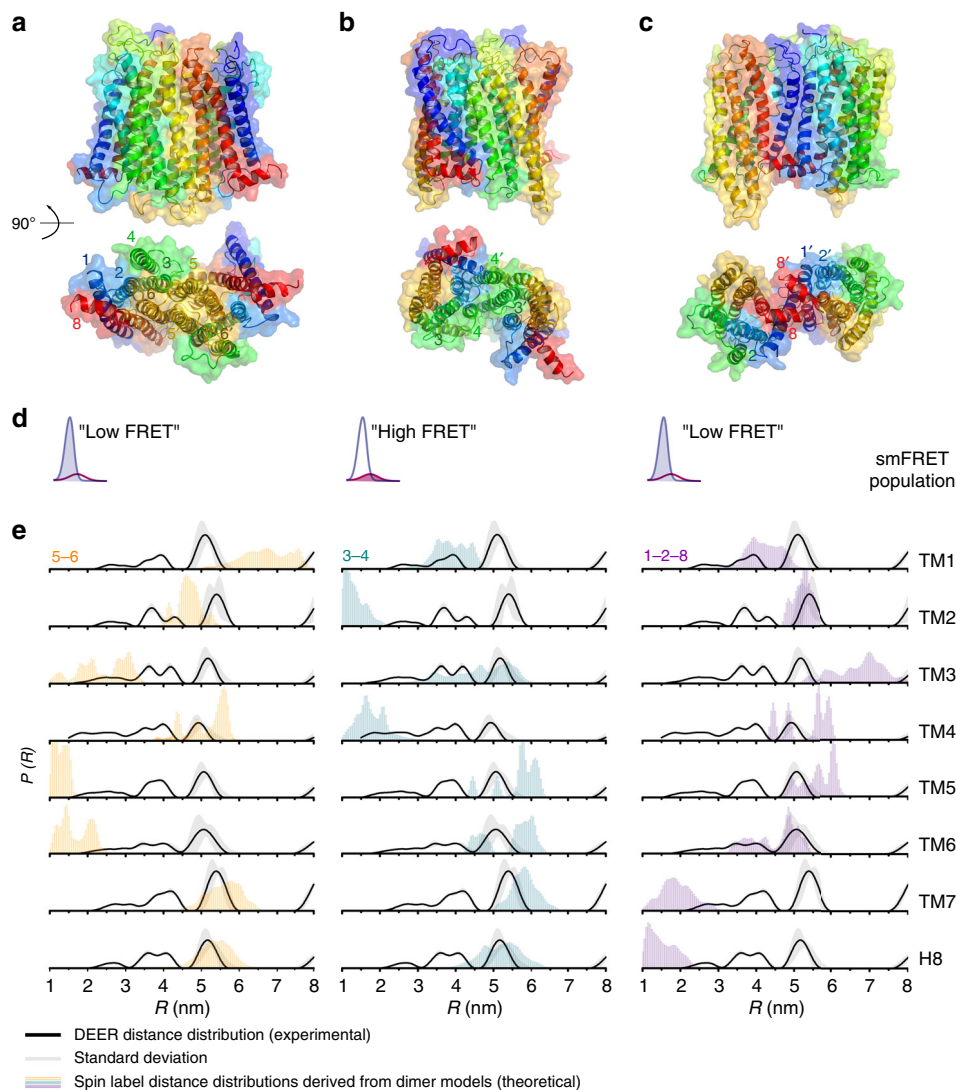 a
b
c
90°
4
1
2
3
5
6
5
6
8
4′
3′
4
3
1′
2′
8′
8
1
2
d
"Low FRET"
"High FRET"
"Low FRET"
smFRET
population
e
5–6
3–4
1–2–8
TM1
TM2
TM3
TM4
TM5
TM6
TM7
H8
P (R)
1 2 3 4 5 6 7 8
1 2 3 4 5 6 7 8
1 2 3 4 5 6 7 8
R (nm)
R (nm)
R (nm)
DEER distance distribution (experimental)
Standard deviation
Spin label distance distributions derived from dimer models (theoretical)